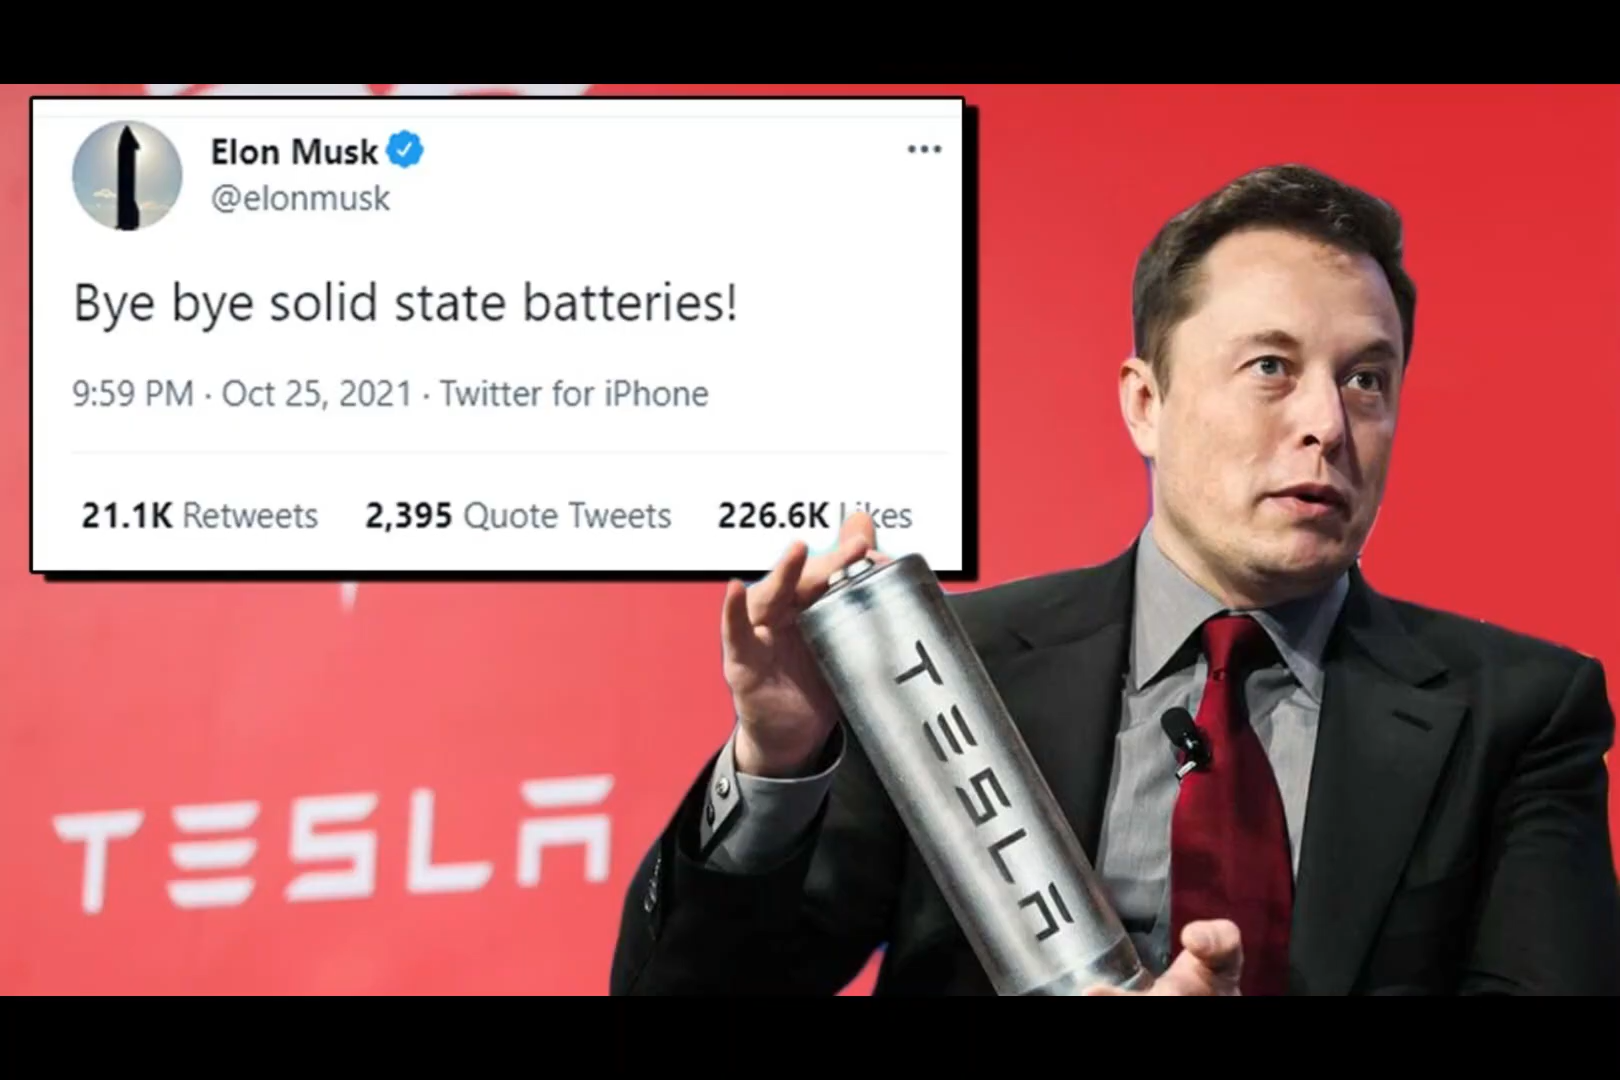 Elon Musk
@elonmusk
Bye bye solid state batteries!
9:59 PM · Oct 25, 2021 · Twitter for iPhone
21.1K Retweets 2,395 Quote Tweets 226.6K Likes
TESLA
TESLA